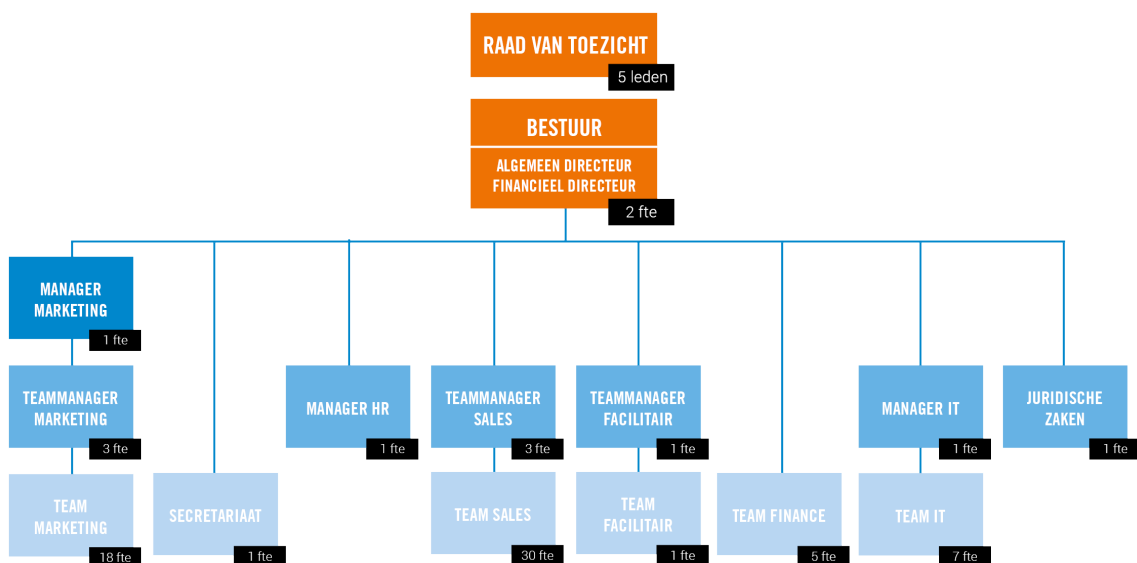 RAAD VAN TOEZICHT
5 leden
BESTUUR
ALGEMEEN DIRECTEUR
FINANCIEEL DIRECTEUR
2 fte
MANAGER
MARKETING
1 fte
TEAMMANAGER
MARKETING
3 fte
MANAGER HR
1 fte
TEAMMANAGER
SALES
3 fte
TEAMMANAGER
FACILITAIR
1 fte
MANAGER IT
1 fte
JURIDISCHE
ZAKEN
1 fte
TEAM
MARKETING
18 fte
SECRETARIAAT
1 fte
TEAM SALES
30 fte
TEAM
FACILITAIR
1 fte
TEAM FINANCE
5 fte
TEAM IT
7 fte